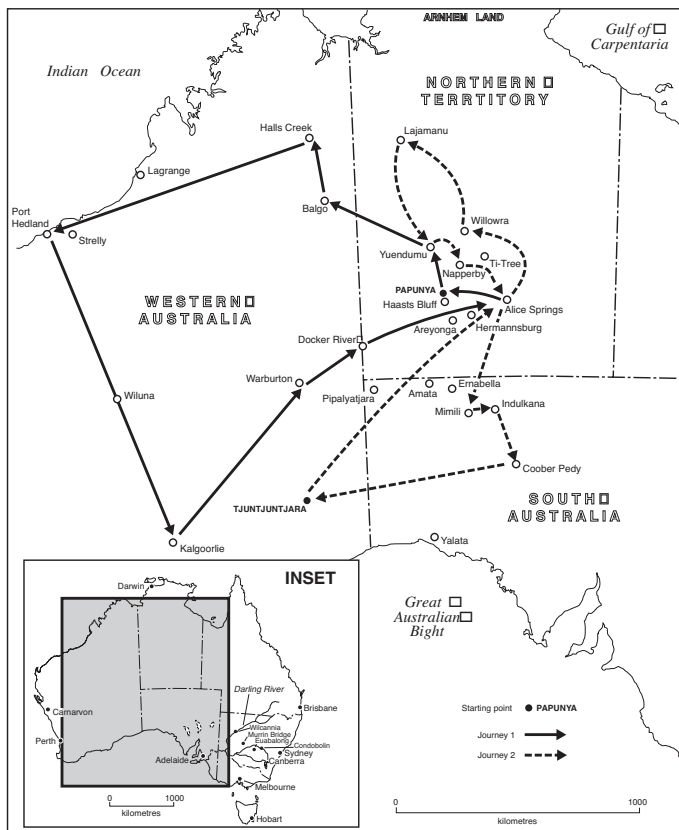 ARNHEM LAND
Gulf of
Carpentaria
Indian Ocean
NORTHERN
TERRTITORY
Halls Creek
Lajamanu
Lagrange
Balgo
Port
Hedland
Strelly
Willowra
Yuendumu
Ti-Tree
Napperby
PAPUNYA
Haasts Bluff
Alice Springs
WESTERN
AUSTRALIA
Areyonga
Hermannsburg
Docker River
Warburton
Pipalyatjara
Amata
Ernabella
Wiluna
Mimili
Indulkana
Coober Pedy
TJUNTJUNTJARA
SOUTH
AUSTRALIA
Kalgoorlie
Yalata
INSET
Darwin
Great
Australian
Bight
Darling River
Carnarvon
Brisbane
Wilcannia
Murrin Bridge
Euabalong
Condobolin
Perth
Adelaide
Sydney
Canberra
Melbourne
Hobart
0 1000
kilometres
Starting point PAPUNYA
Journey 1
Journey 2
0 1000
kilometres